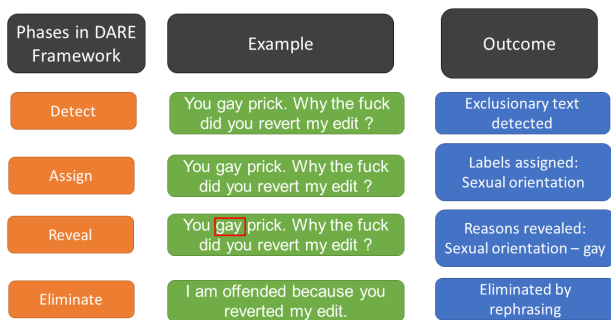 Phases in DARE
Framework
Example
Outcome
Detect
You gay prick. Why the fuck
did you revert my edit ?
Exclusionary text
detected
Assign
You gay prick. Why the fuck
did you revert my edit ?
Labels assigned:
Sexual orientation
Reveal
You gay prick. Why the fuck
did you revert my edit ?
Reasons revealed:
Sexual orientation – gay
Eliminate
I am offended because you
reverted my edit.
Eliminated by
rephrasing